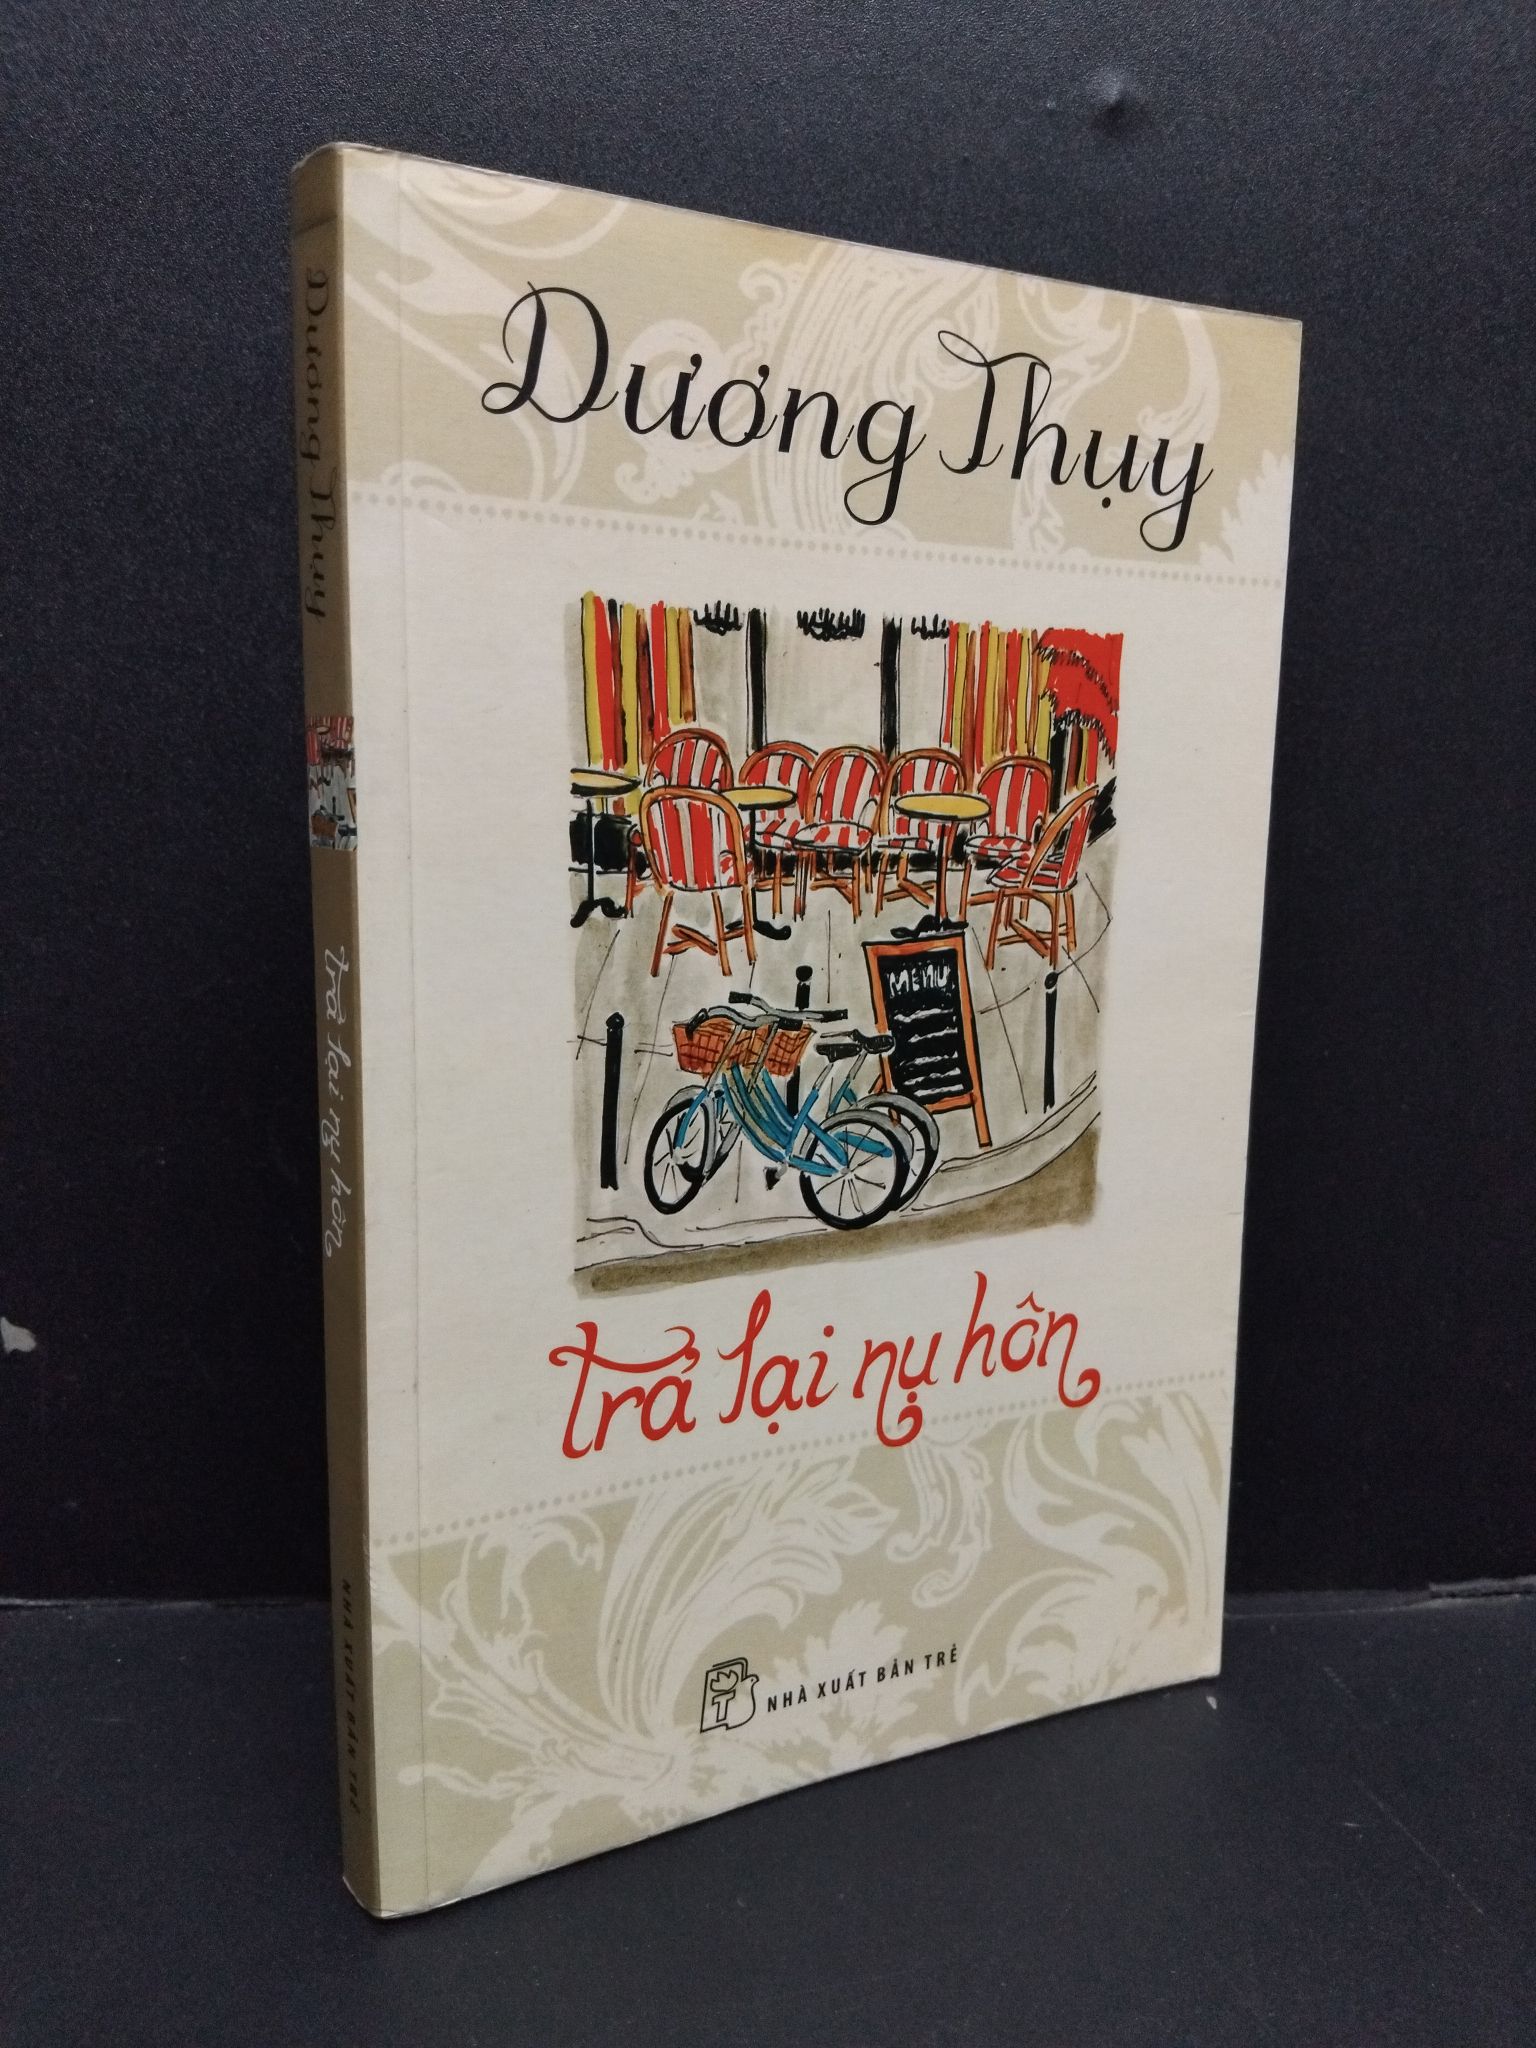 Dương Thụy
MENU
trả lại nụ hôn
NHÀ XUẤT BẢN TRẺ
Dương Thụy
trả lại nụ hôn
NHÀ XUẤT BẢN TRẺ